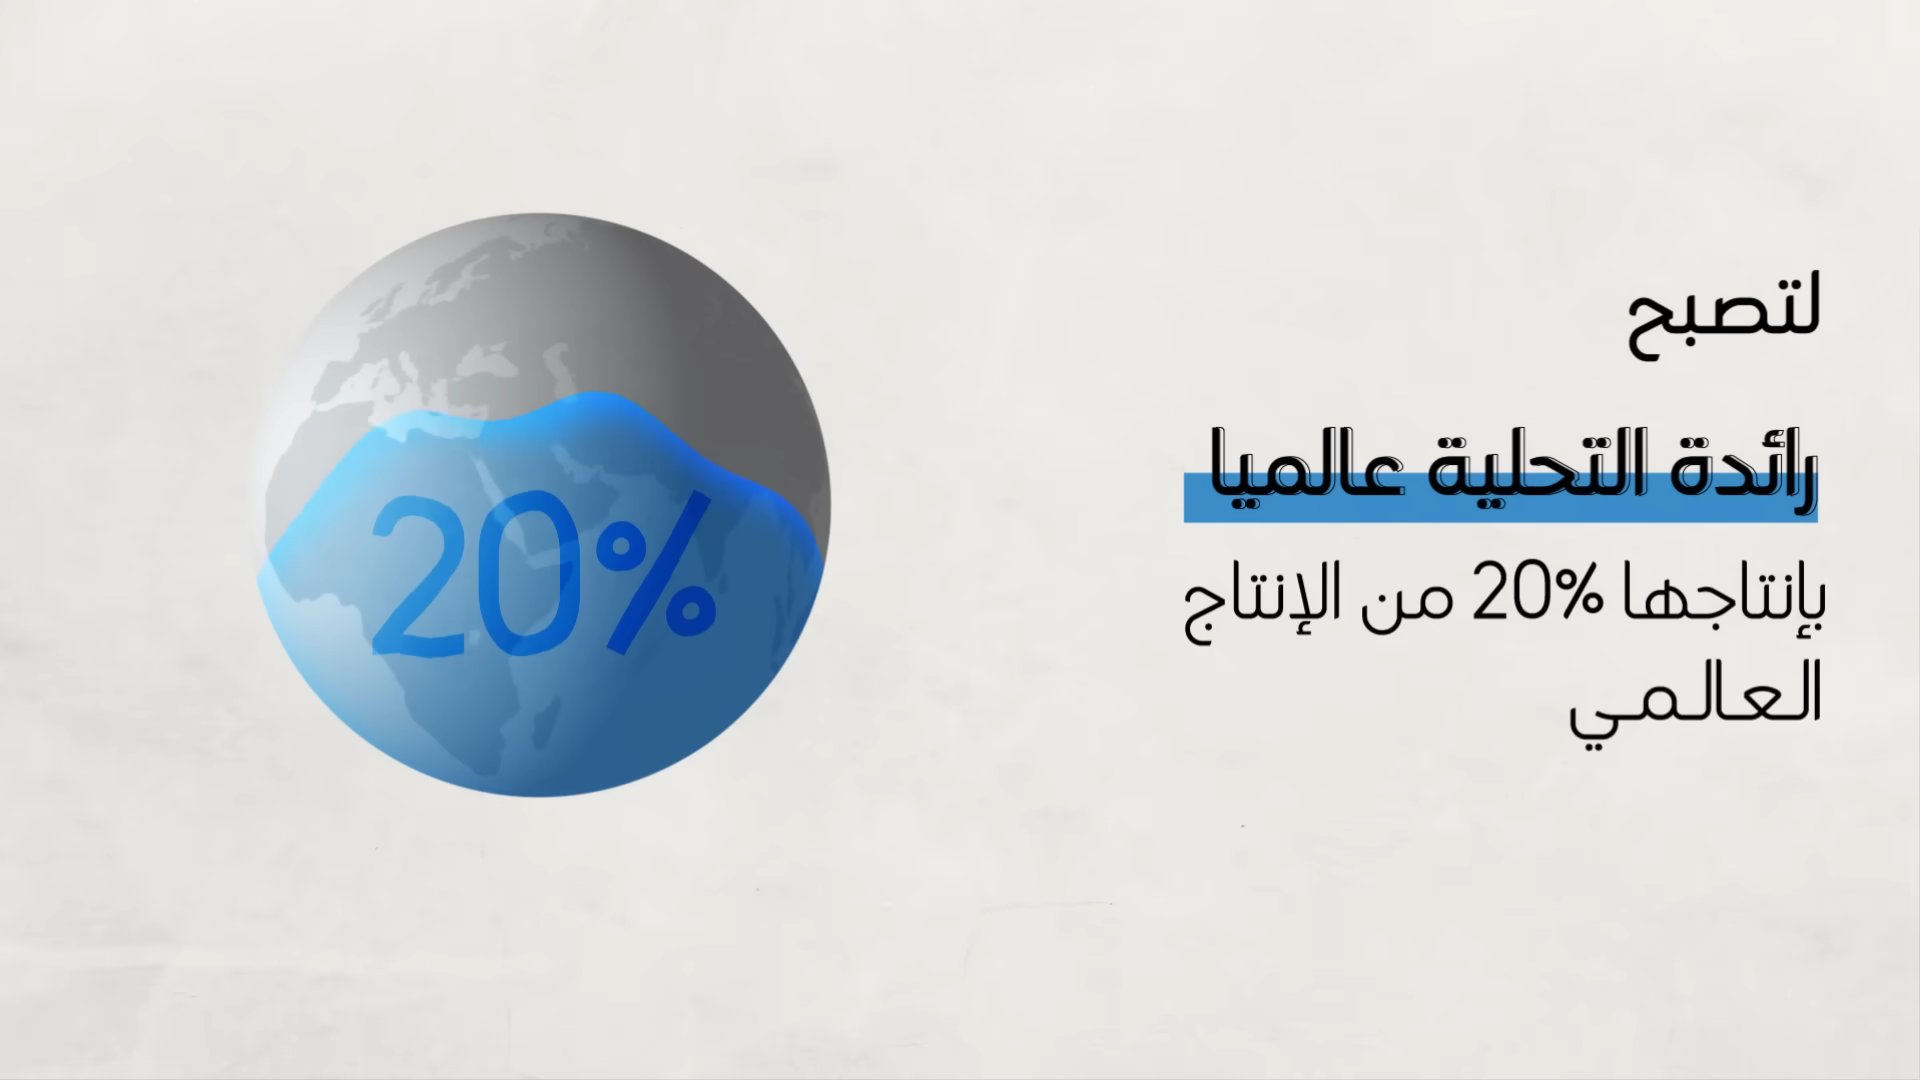 20%
لتصبح
رائدة التحلية عالميا
بإنتاجها 20% من الإنتاج
العالمي